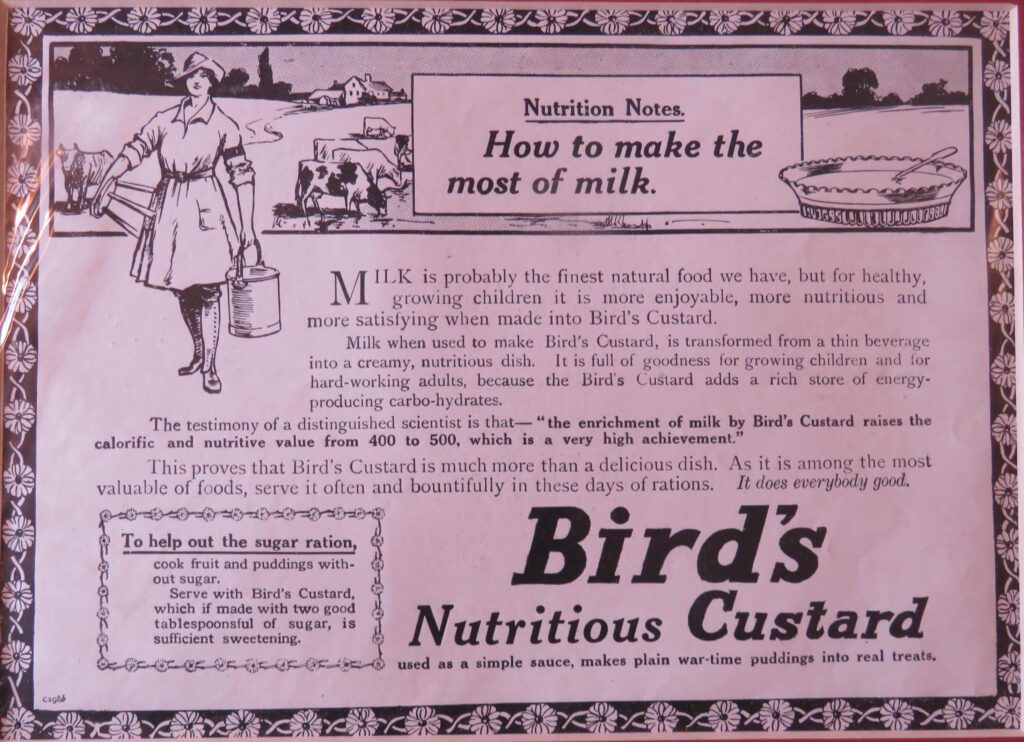 Nutrition Notes.
How to make the
most of milk.
MILK is probably the finest natural food we have, but for healthy,
growing children it is more enjoyable, more nutritious and
more satisfying when made into Bird's Custard.
Milk when used to make Bird's Custard, is transformed from a thin beverage
into a creamy, nutritious dish. It is full of goodness for growing children and for
hard-working adults, because the Bird's Custard adds a rich store of energy-
producing carbo-hydrates.
The testimony of a distinguished scientist is that—"the enrichment of milk by Bird's Custard raises the
calorific and nutritive value from 400 to 500, which is a very high achievement."
This proves that Bird's Custard is much more than a delicious dish. As it is among the most
valuable of foods, serve it often and bountifully in these days of rations. It does everybody good.
To help out the sugar ration,
cook fruit and puddings with-
out sugar.
Serve with Bird's Custard,
which if made with two good
tablespoonsful of sugar, is
sufficient sweetening.
Bird's
Nutritious Custard
used as a simple sauce, makes plain war-time puddings into real treats.
C298b